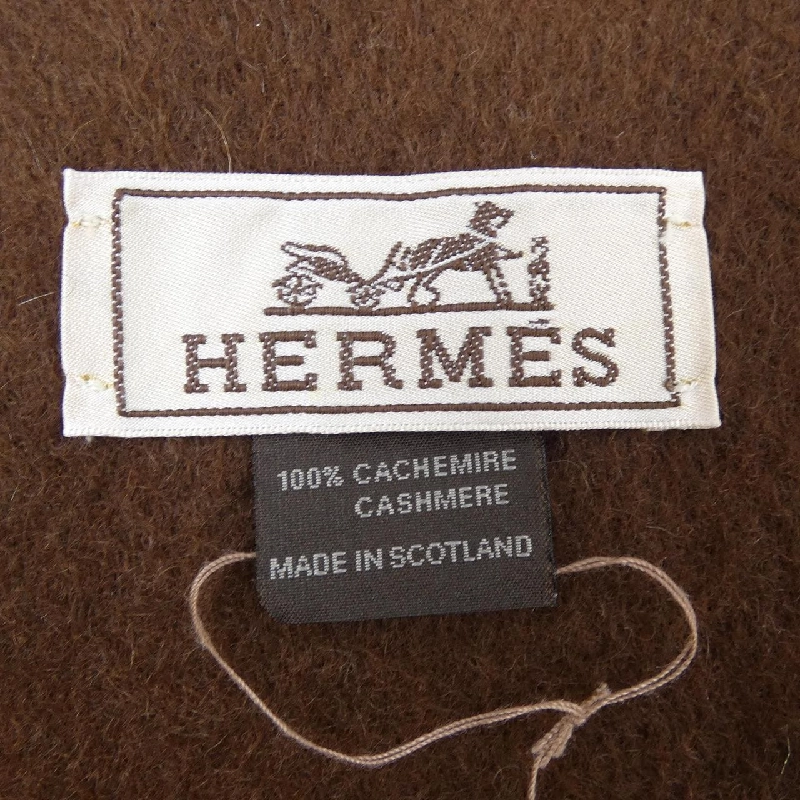 HERMÈS
100% CACHEMIRE
CASHMERE
MADE IN SCOTLAND